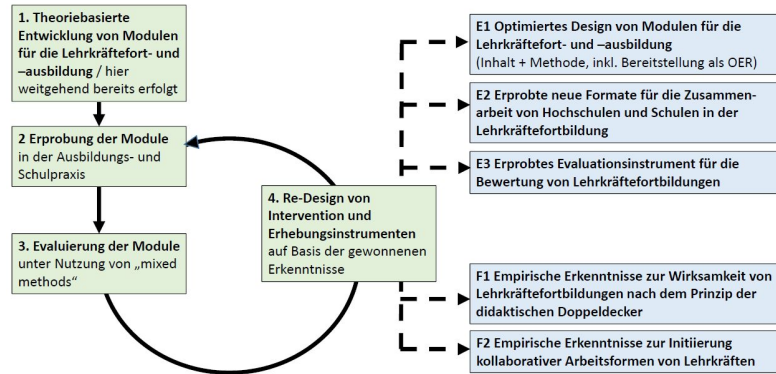 1. Theoriebasierte
Entwicklung von Modulen
für die Lehrkräftefort- und
–ausbildung / hier
weitgehend bereits erfolgt
2 Erprobung der Module
in der Ausbildungs- und
Schulpraxis
3. Evaluierung der Module
unter Nutzung von „mixed
methods“
4. Re-Design von
Intervention und
Erhebungsinstrumenten
auf Basis der gewonnenen
Erkenntnisse
E1 Optimiertes Design von Modulen für die
Lehrkräftefort- und –ausbildung
(Inhalt + Methode, inkl. Bereitstellung als OER)
E2 Erprobte neue Formate für die Zusammen-
arbeit von Hochschulen und Schulen in der
Lehrkräftefortbildung
E3 Erprobtes Evaluationsinstrument für die
Bewertung von Lehrkräftefortbildungen
F1 Empirische Erkenntnisse zur Wirksamkeit von
Lehrkräftefortbildungen nach dem Prinzip der
didaktischen Doppeldecker
F2 Empirische Erkenntnisse zur Initiierung
kollaborativer Arbeitsformen von Lehrkräften